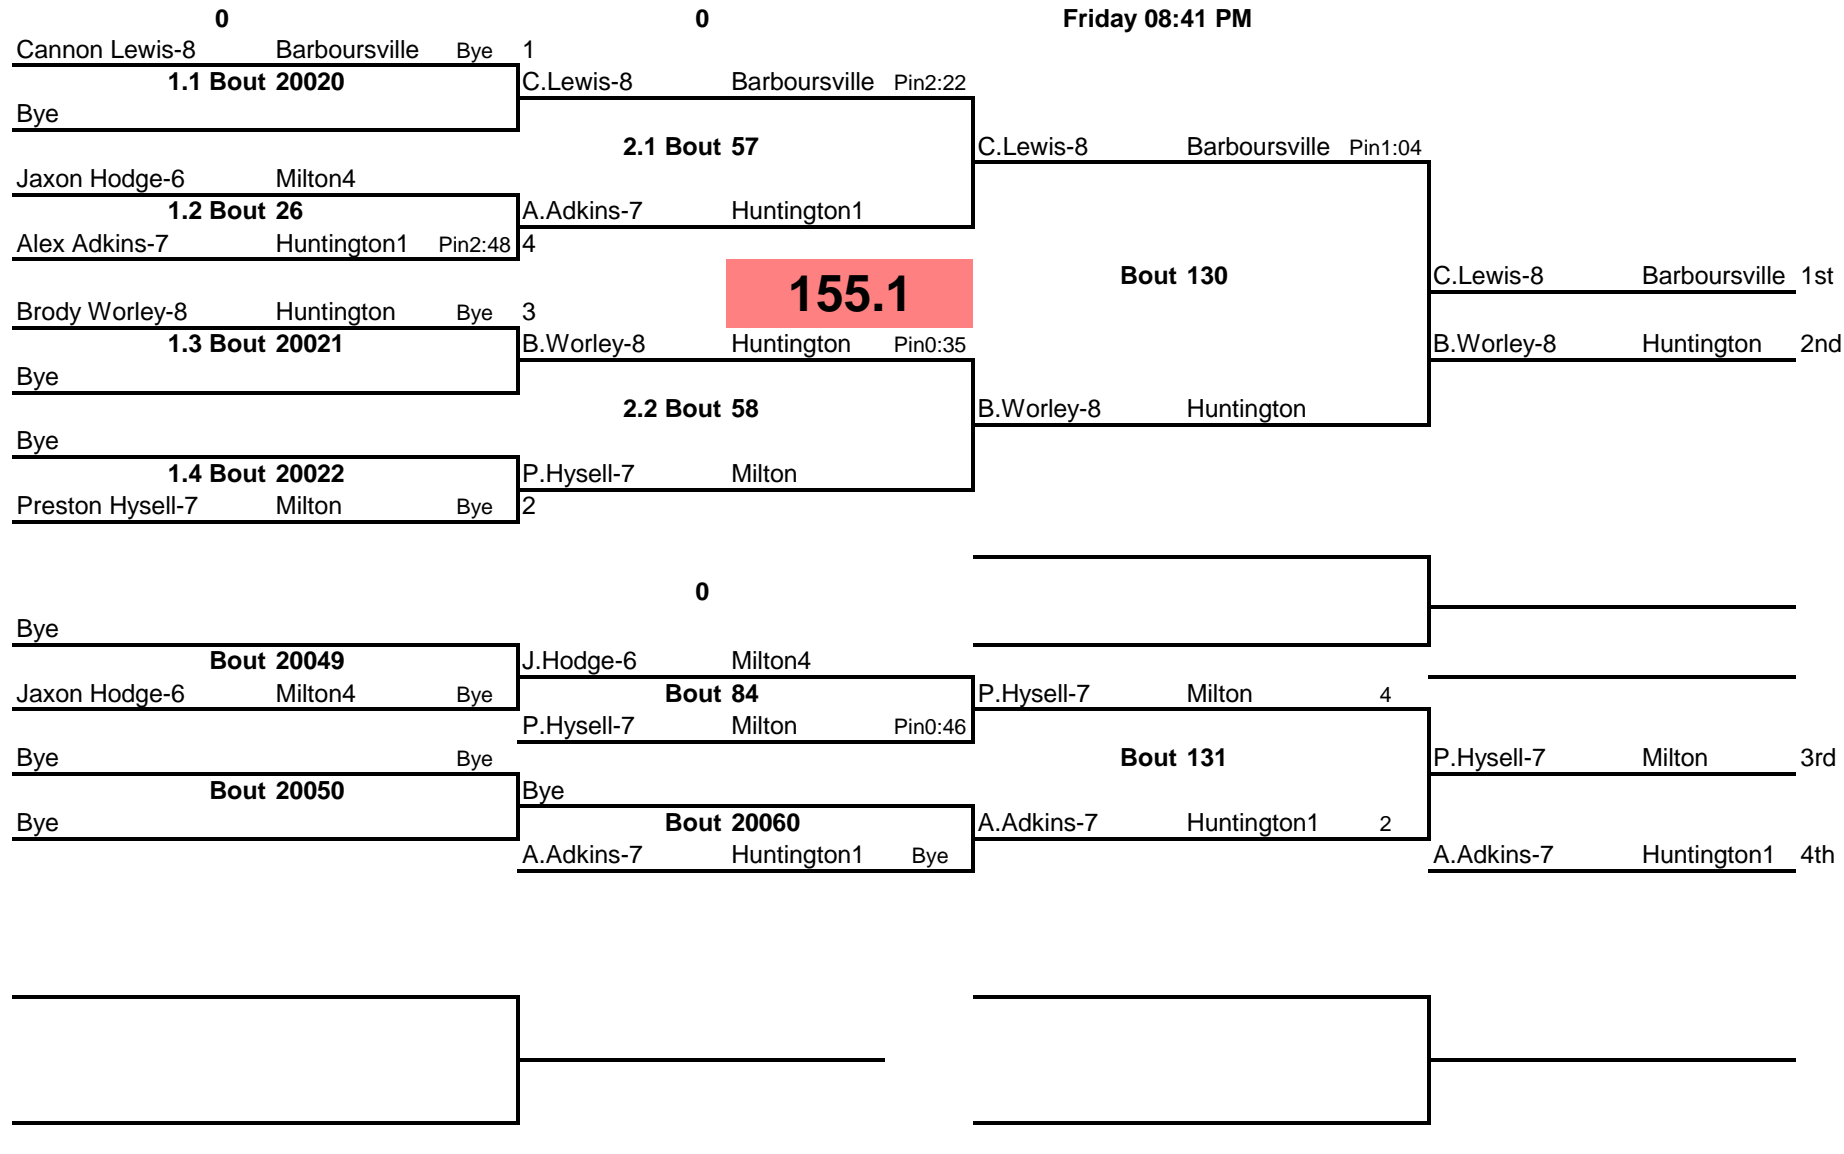 0 0 Friday 08:41 PM
Cannon Lewis-8 Barboursville Bye 1
1.1 Bout 20020 C.Lewis-8 Barboursville Pin2:22
Bye
2.1 Bout 57 C.Lewis-8 Barboursville Pin1:04
Jaxon Hodge-6 Milton4
1.2 Bout 26 A.Adkins-7 Huntington1
Alex Adkins-7 Huntington1 Pin2:48 4
155.1 Bout 130 C.Lewis-8 Barboursville 1st
Brody Worley-8 Huntington Bye 3
1.3 Bout 20021 B.Worley-8 Huntington Pin0:35 B.Worley-8 Huntington 2nd
Bye
2.2 Bout 58 B.Worley-8 Huntington
Bye
1.4 Bout 20022 P.Hysell-7 Milton
Preston Hysell-7 Milton Bye 2
0
Bye
Bout 20049 J.Hodge-6 Milton4
Jaxon Hodge-6 Milton4 Bye Bout 84 P.Hysell-7 Milton 4
P.Hysell-7 Milton Pin0:46
Bye Bye Bout 131 P.Hysell-7 Milton 3rd
Bout 20050 Bye
Bye Bout 20060 A.Adkins-7 Huntington1 2
A.Adkins-7 Huntington1 Bye A.Adkins-7 Huntington1 4th